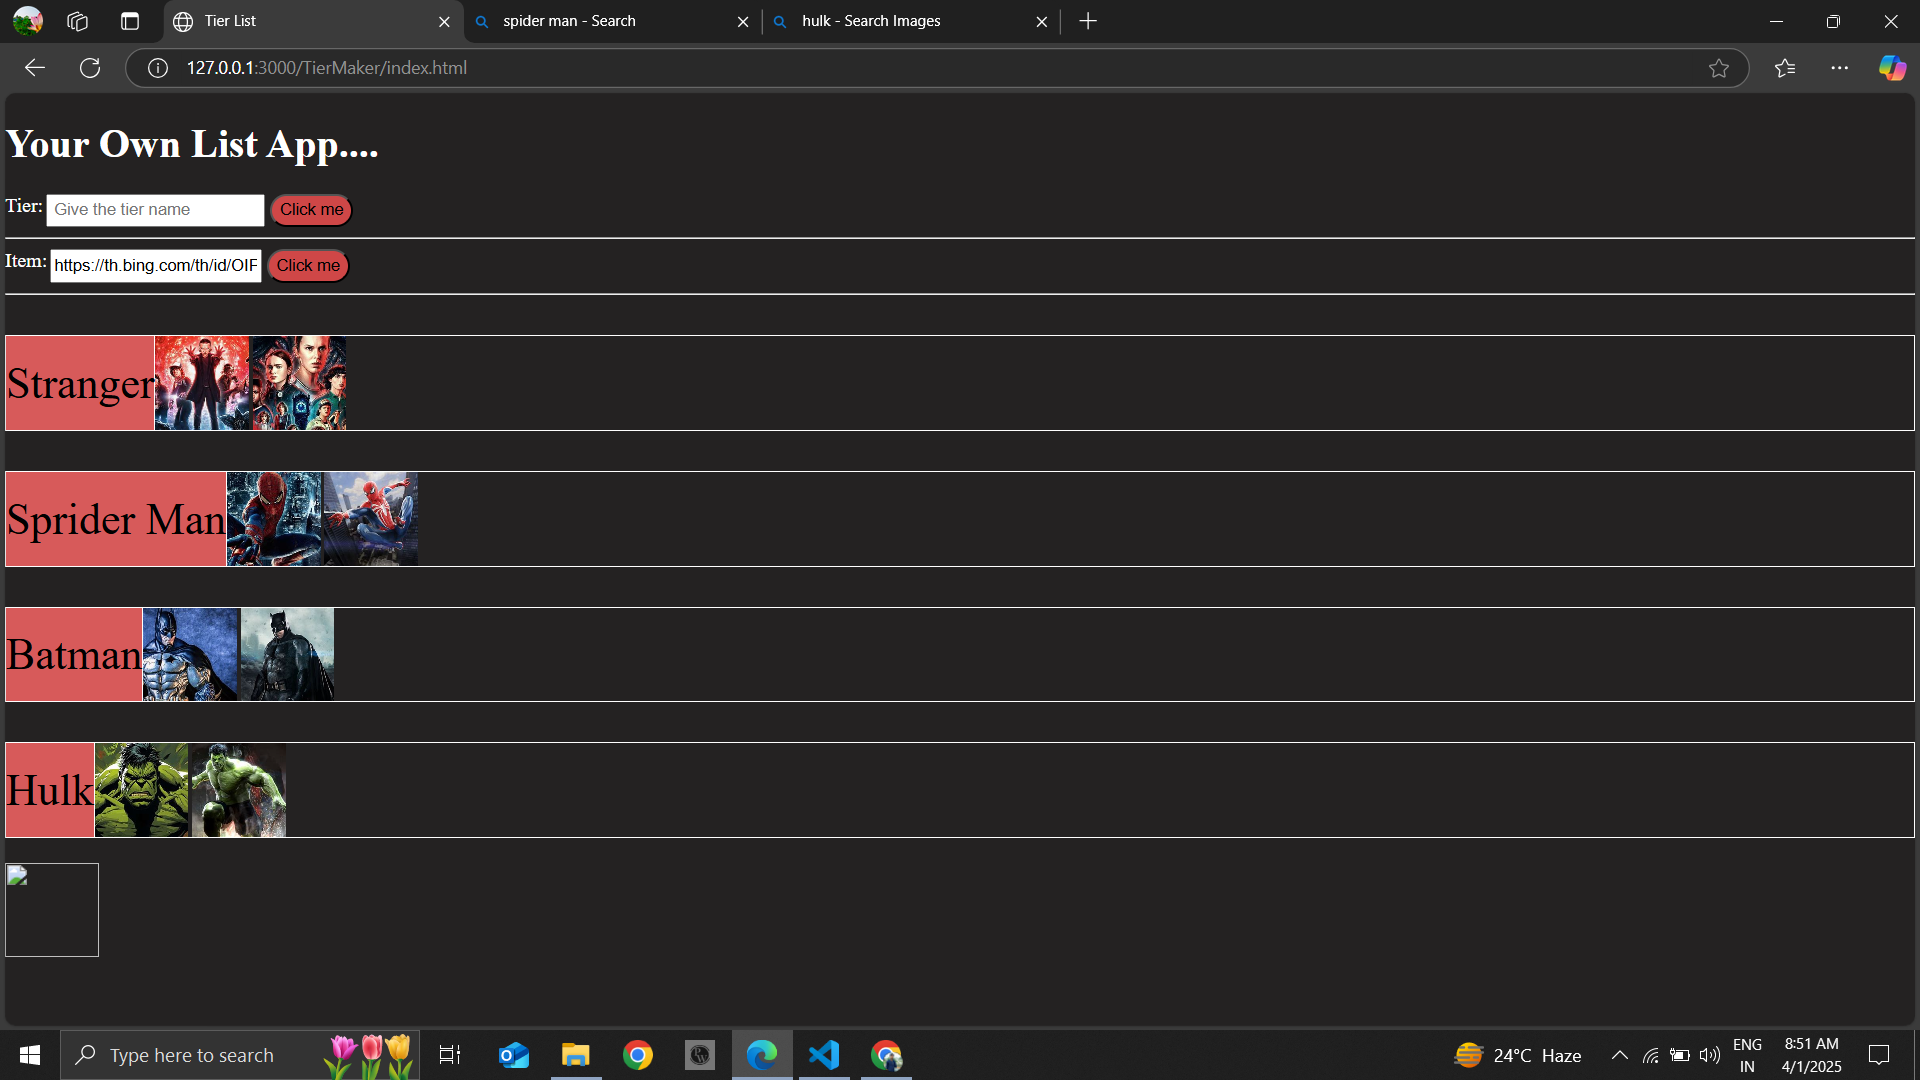 Tier List
spider man - Search
hulk - Search Images
127.0.0.1:3000/TierMaker/index.html
Your Own List App....
Tier: Give the tier name Click me
Item: https://th.bing.com/th/id/OIF Click me
Stranger
Sprider Man
Batman
Hulk
Type here to search
24°C Haze
ENG
IN
8:51 AM
4/1/2025